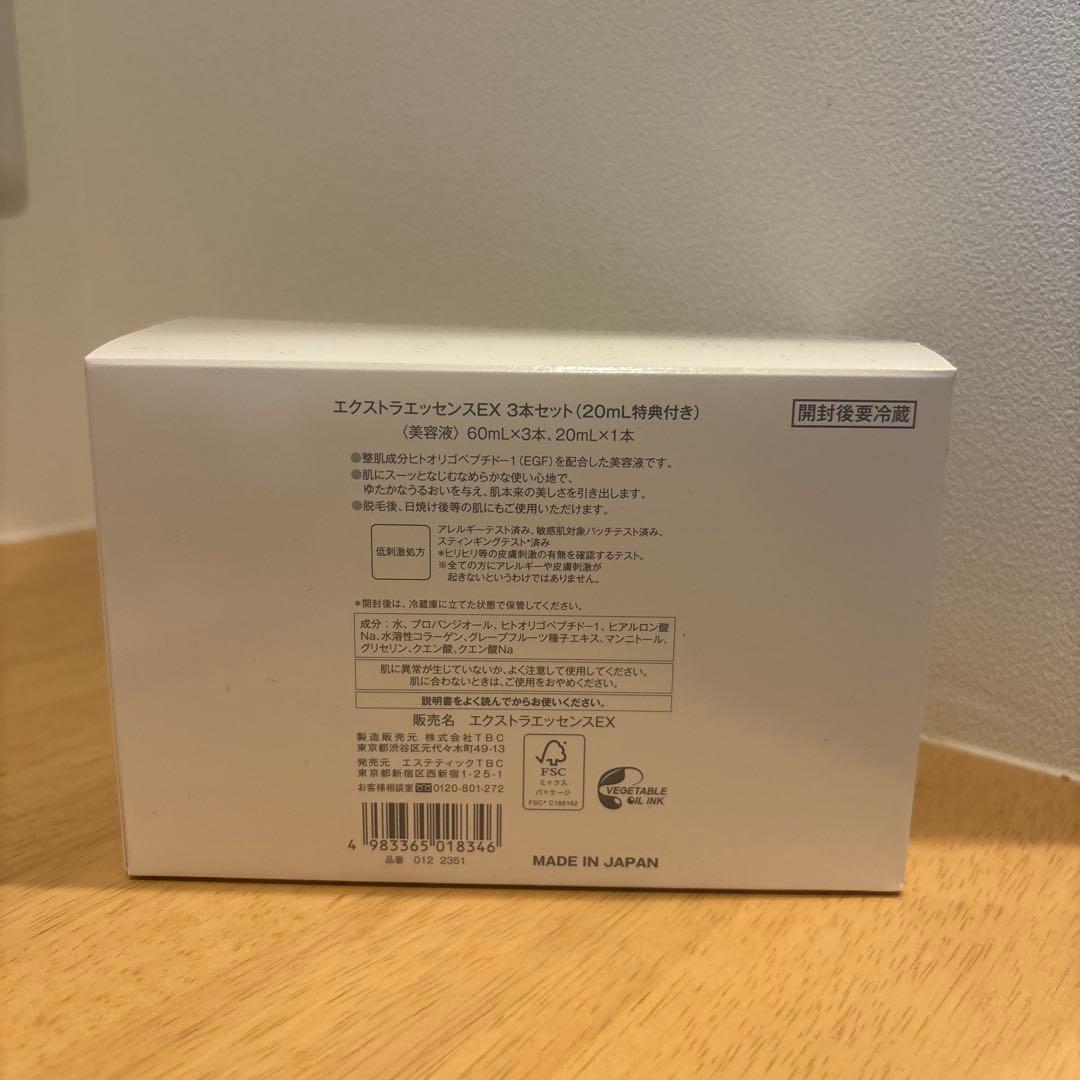 エクストラエッセンスEX 3本セット(20mL特典付き)
開封後要冷蔵
〈美容液〉 60mL×3本、20mL×1本
●整肌成分ヒトオリゴペプチドー1(EGF)を配合した美容液です。
●肌にスーッとなじむなめらかな使い心地で、
ゆたかなうるおいを与え、肌本来の美しさを引き出します。
●脱毛後、日焼け後等の肌にもご使用いただけます。
低刺激処方
アレルギーテスト済み、敏感肌対象パッチテスト済み、
スティンギングテスト*済み
*ヒリヒリ等の皮膚刺激の有無を確認するテスト。
※全ての方にアレルギーや皮膚刺激が
起きないというわけではありません。
*開封後は、冷蔵庫に立てた状態で保管してください。
成分：水、プロパンジオール、ヒトオリゴペプチドー1、ヒアルロン酸
Na、水溶性コラーゲン、グレープフルーツ種子エキス、マンニトール、
グリセリン、クエン酸、クエン酸Na
肌に異常が生じていないか、よく注意して使用してください。
肌に合わないときは、ご使用をおやめください。
説明書をよく読んでからお使いください。
販売名 エクストラエッセンスEX
製造販売元 株式会社TBC
東京都渋谷区元代々木町49-13
発売元 エステティックTBC
東京都新宿区西新宿1-25-1
お客様相談室 0120-801-272
FSC
ミックス
パッケージ
FSC® C168162
VEGETABLE
OIL INK
4 983365 018346
品番 012 2351
MADE IN JAPAN